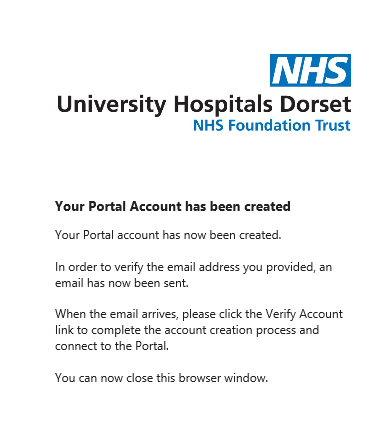 NHS
University Hospitals Dorset
NHS Foundation Trust
Your Portal Account has been created
Your Portal account has now been created.
In order to verify the email address you provided, an
email has now been sent.
When the email arrives, please click the Verify Account
link to complete the account creation process and
connect to the Portal.
You can now close this browser window.